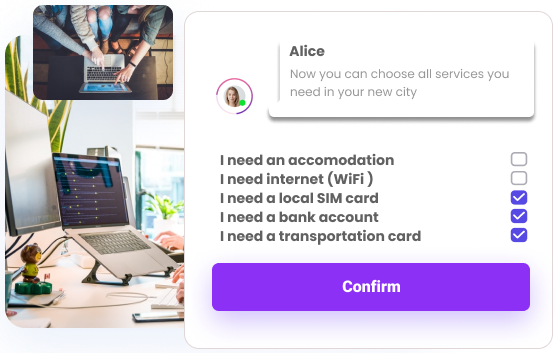 Alice
Now you can choose all services you
need in your new city
I need an accomodation
I need internet (WiFi )
I need a local SIM card
I need a bank account
I need a transportation card
Confirm